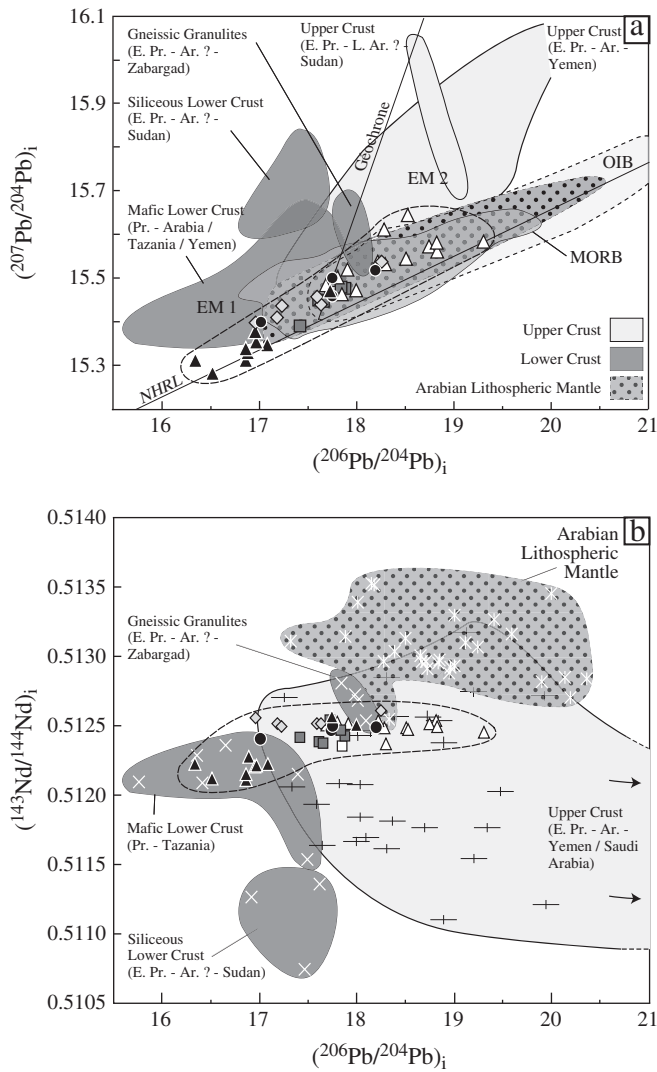 16.1
15.9
15.7
15.5
15.3
(207Pb/204Pb)i
a
Gneissic Granulites
(E. Pr. - Ar. ? -
Zabargad)
Upper Crust
(E. Pr. - L. Ar. ? -
Sudan)
Upper Crust
(E. Pr. - Ar. -
Yemen)
Siliceous Lower Crust
(E. Pr. - Ar. ? -
Sudan)
Geochrone
EM 2
OIB
Mafic Lower Crust
(Pr. - Arabia /
Tazania / Yemen)
MORB
EM 1
NHRL
Upper Crust
Lower Crust
Arabian Lithospheric Mantle
16 17 18 19 20 21
(206Pb/204Pb)i
0.5140
0.5135
0.5130
0.5125
0.5120
0.5115
0.5110
0.5105
(143Nd/144Nd)i
b
Arabian
Lithospheric
Mantle
Gneissic Granulites
(E. Pr. - Ar. ? -
Zabargad)
Mafic Lower Crust
(Pr. - Tazania)
Upper Crust
(E. Pr. - Ar. -
Yemen / Saudi
Arabia)
Siliceous
Lower Crust
(E. Pr. - Ar. ? - Sudan)
16 17 18 19 20 21
(206Pb/204Pb)i